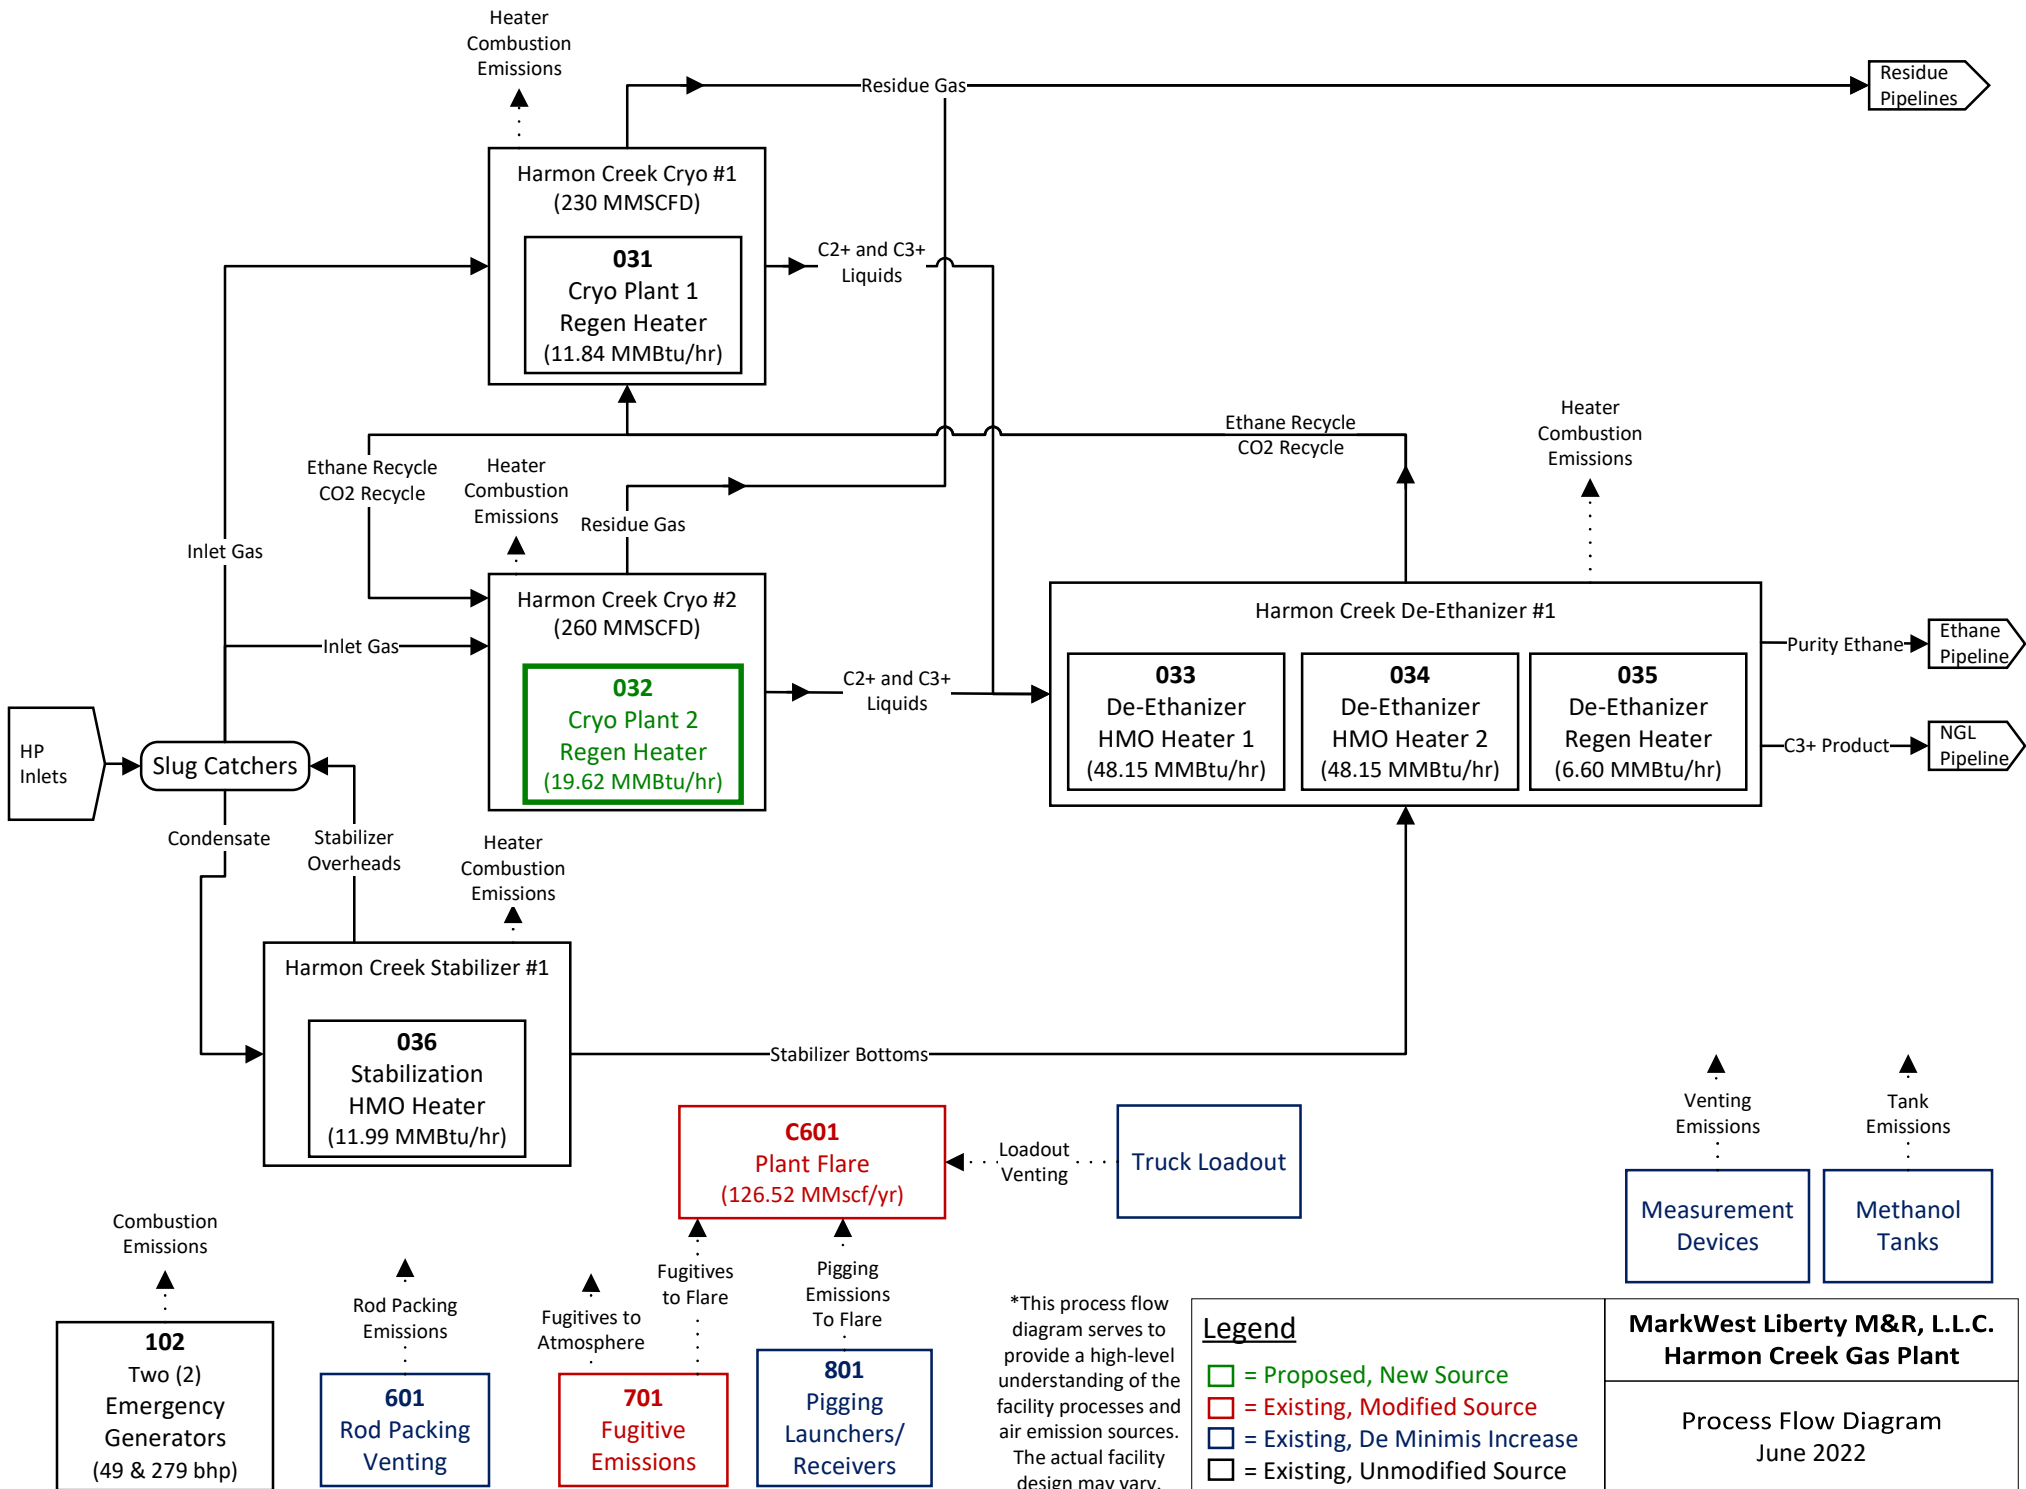 Heater
Combustion
Emissions
Residue Gas
Residue
Pipelines
Harmon Creek Cryo #1
(230 MMSCFD)
031
Cryo Plant 1
Regen Heater
(11.84 MMBtu/hr)
C2+ and C3+
Liquids
Ethane Recycle
CO2 Recycle
Heater
Combustion
Emissions
Ethane Recycle
CO2 Recycle
Heater
Combustion
Emissions
Residue Gas
Inlet Gas
Harmon Creek Cryo #2
(260 MMSCFD)
Inlet Gas
032
Cryo Plant 2
Regen Heater
(19.62 MMBtu/hr)
C2+ and C3+
Liquids
Harmon Creek De-Ethanizer #1
033
De-Ethanizer
HMO Heater 1
(48.15 MMBtu/hr)
034
De-Ethanizer
HMO Heater 2
(48.15 MMBtu/hr)
035
De-Ethanizer
Regen Heater
(6.60 MMBtu/hr)
Purity Ethane
Ethane
Pipeline
C3+ Product
NGL
Pipeline
HP
Inlets
Slug Catchers
Condensate
Stabilizer
Overheads
Heater
Combustion
Emissions
Harmon Creek Stabilizer #1
036
Stabilization
HMO Heater
(11.99 MMBtu/hr)
Stabilizer Bottoms
C601
Plant Flare
(126.52 MMscf/yr)
Loadout
Venting
Truck Loadout
Venting
Emissions
Tank
Emissions
Measurement
Devices
Methanol
Tanks
Combustion
Emissions
102
Two (2)
Emergency
Generators
(49 & 279 bhp)
Rod Packing
Emissions
601
Rod Packing
Venting
Fugitives to
Atmosphere
Fugitives
to Flare
701
Fugitive
Emissions
Pigging
Emissions
To Flare
801
Pigging
Launchers/
Receivers
*This process flow
diagram serves to
provide a high-level
understanding of the
facility processes and
air emission sources.
The actual facility
design may vary.
Legend
= Proposed, New Source
= Existing, Modified Source
= Existing, De Minimis Increase
= Existing, Unmodified Source
MarkWest Liberty M&R, L.L.C.
Harmon Creek Gas Plant
Process Flow Diagram
June 2022